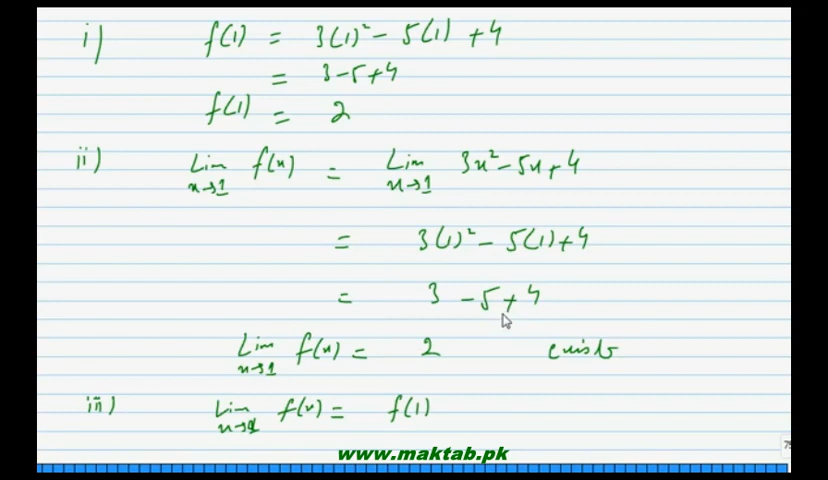 i) f(1) = 3(1)² - 5(1) + 4
= 3-5+4
f(1) = 2
ii) Lim x→1 f(x) = Lim x→1 3x²-5x+4
= 3(1)² - 5(1)+4
= 3 -5+4
Lim x→1 f(x) = 2 exists
iii) Lim x→1 f(x) = f(1)
www.maktab.pk